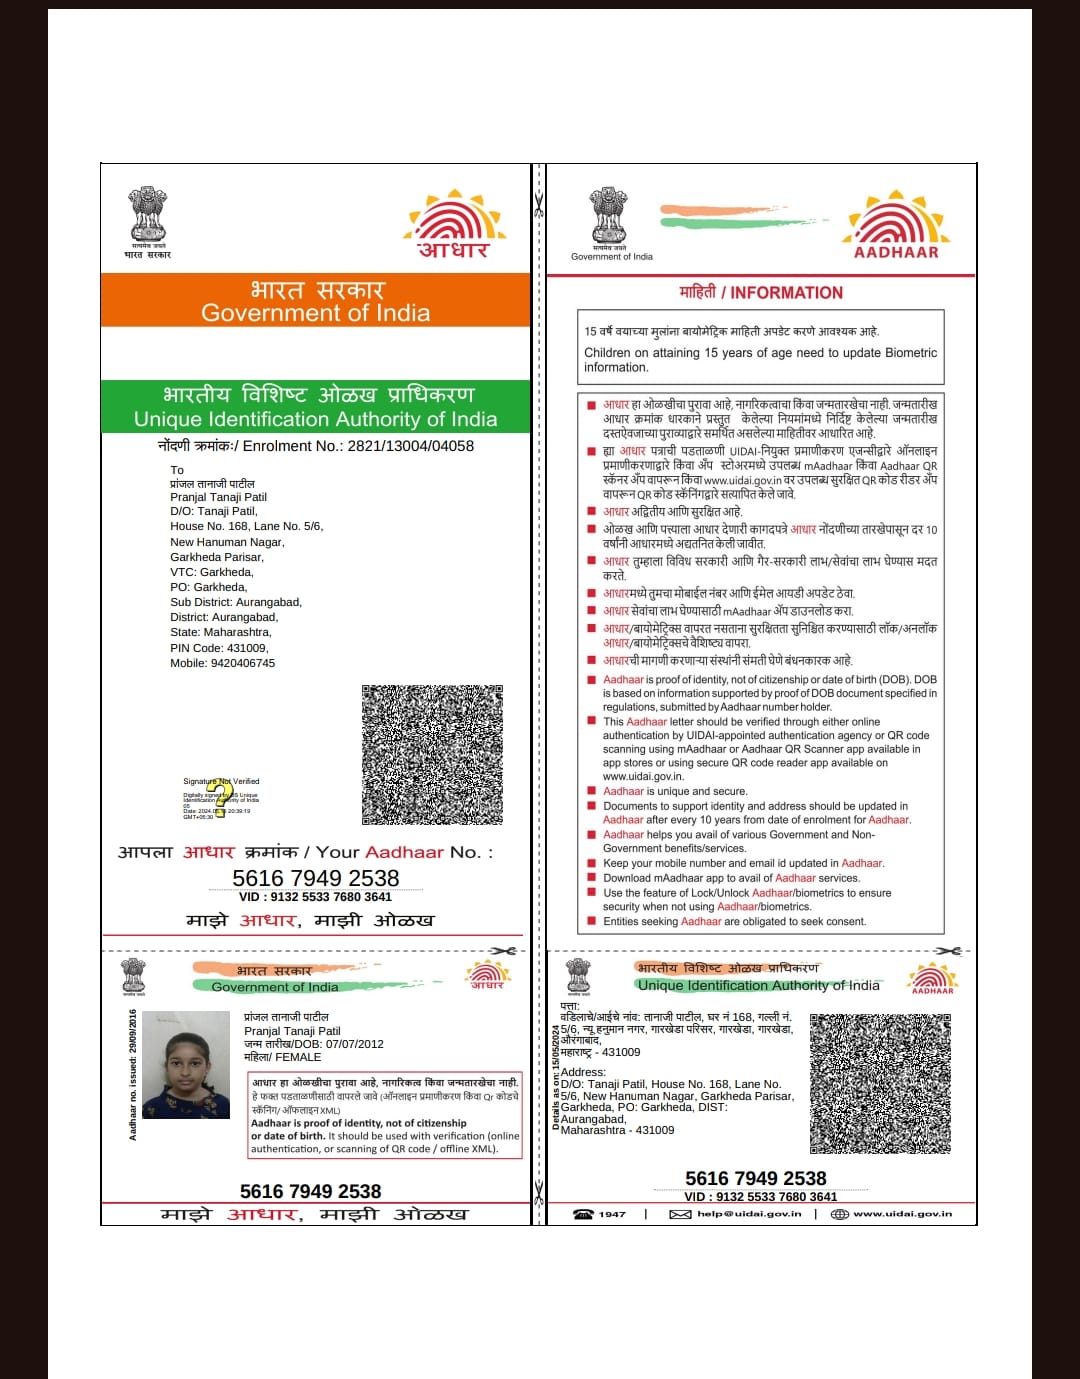 सत्यमेव जयते
भारत सरकार
आधार
भारत सरकार
Government of India
भारतीय विशिष्ट ओळख प्राधिकरण
Unique Identification Authority of India
नोंदणी क्रमांकः/ Enrolment No.: 2821/13004/04058
To
प्रांजल तानाजी पाटील
Pranjal Tanaji Patil
D/O: Tanaji Patil,
House No. 168, Lane No. 5/6,
New Hanuman Nagar,
Garkheda Parisar,
VTC: Garkheda,
PO: Garkheda,
Sub District: Aurangabad,
District: Aurangabad,
State: Maharashtra,
PIN Code: 431009,
Mobile: 9420406745
Signature Not Verified
Digitally signed by DS Unique
Identification Authority of India
05
Date: 2024.05. 20:39:19
GMT+05:30
?
आपला आधार क्रमांक / Your Aadhaar No. :
5616 7949 2538
VID : 9132 5533 7680 3641
माझे आधार, माझी ओळख
सत्यमेव जयते
Government of India
AADHAAR
माहिती / INFORMATION
15 वर्षे वयाच्या मुलांना बायोमेट्रिक माहिती अपडेट करणे आवश्यक आहे.
Children on attaining 15 years of age need to update Biometric
information.
आधार हा ओळखीचा पुरावा आहे, नागरिकत्वाचा किंवा जन्मतारखेचा नाही. जन्मतारीख
आधार क्रमांक धारकाने प्रस्तुत केलेल्या नियमांमध्ये निर्दिष्ट केलेल्या जन्मतारीख
दस्तऐवजाच्या पुराव्याद्वारे समर्थित असलेल्या माहितीवर आधारित आहे.
ह्या आधार पत्राची पडताळणी UIDAI-नियुक्त प्रमाणीकरण एजन्सीद्वारे ऑनलाइन
प्रमाणीकरणाद्वारे किंवा अ‍ॅप स्टोअरमध्ये उपलब्ध mAadhaar किंवा Aadhaar QR
स्कॅनर अ‍ॅप वापरून किंवा www.uidai.gov.in वर उपलब्ध सुरक्षित QR कोड रीडर अ‍ॅप
वापरून QR कोड स्कॅनिंगद्वारे सत्यापित केले जावे.
आधार अद्वितीय आणि सुरक्षित आहे.
ओळख आणि पत्त्याला आधार देणारी कागदपत्रे आधार नोंदणीच्या तारखेपासून दर 10
वर्षांनी आधारमध्ये अद्यतनित केली जावीत.
आधार तुम्हाला विविध सरकारी आणि गैर-सरकारी लाभ/सेवांचा लाभ घेण्यास मदत
करते.
आधारमध्ये तुमचा मोबाईल नंबर आणि ईमेल आयडी अपडेट ठेवा.
आधार सेवांचा लाभ घेण्यासाठी mAadhaar अ‍ॅप डाउनलोड करा.
आधार/बायोमेट्रिक्स वापरत नसताना सुरक्षितता सुनिश्चित करण्यासाठी लॉक/अनलॉक
आधार/बायोमेट्रिक्सचे वैशिष्ट्य वापरा.
आधारची मागणी करणाऱ्या संस्थांनी संमती घेणे बंधनकारक आहे.
Aadhaar is proof of identity, not of citizenship or date of birth (DOB). DOB
is based on information supported by proof of DOB document specified in
regulations, submitted by Aadhaar number holder.
This Aadhaar letter should be verified through either online
authentication by UIDAI-appointed authentication agency or QR code
scanning using mAadhaar or Aadhaar QR Scanner app available in
app stores or using secure QR code reader app available on
www.uidai.gov.in.
Aadhaar is unique and secure.
Documents to support identity and address should be updated in
Aadhaar after every 10 years from date of enrolment for Aadhaar.
Aadhaar helps you avail of various Government and Non-
Government benefits/services.
Keep your mobile number and email id updated in Aadhaar.
Download mAadhaar app to avail of Aadhaar services.
Use the feature of Lock/Unlock Aadhaar/biometrics to ensure
security when not using Aadhaar/biometrics.
Entities seeking Aadhaar are obligated to seek consent.
सत्यमेव जयते
भारत सरकार
Government of India
आधार
Aadhaar no. issued: 29/09/2016
प्रांजल तानाजी पाटील
Pranjal Tanaji Patil
जन्म तारीख/DOB: 07/07/2012
महिला/ FEMALE
आधार हा ओळखीचा पुरावा आहे, नागरिकत्व किंवा जन्मतारखेचा नाही.
हे फक्त पडताळणीसाठी वापरले जावे (ऑनलाइन प्रमाणीकरण किंवा Qr कोडचे
स्कॅनिंग/ ऑफलाइन XML)
Aadhaar is proof of identity, not of citizenship
or date of birth. It should be used with verification (online
authentication, or scanning of QR code / offline XML).
5616 7949 2538
माझे आधार, माझी ओळख
सत्यमेव जयते
भारतीय विशिष्ट ओळख प्राधिकरण
Unique Identification Authority of India
AADHAAR
Details as on: 15/05/2024
पत्ता:
वडिलाचे/आईचे नांव: तानाजी पाटील, घर नं 168, गल्ली नं.
5/6, न्यू हनुमान नगर, गारखेडा परिसर, गारखेडा, गारखेडा,
औरंगाबाद,
महाराष्ट्र - 431009
Address:
D/O: Tanaji Patil, House No. 168, Lane No.
5/6, New Hanuman Nagar, Garkheda Parisar,
Garkheda, PO: Garkheda, DIST:
Aurangabad,
Maharashtra - 431009
5616 7949 2538
VID : 9132 5533 7680 3641
1947 | help@uidai.gov.in | www.uidai.gov.in